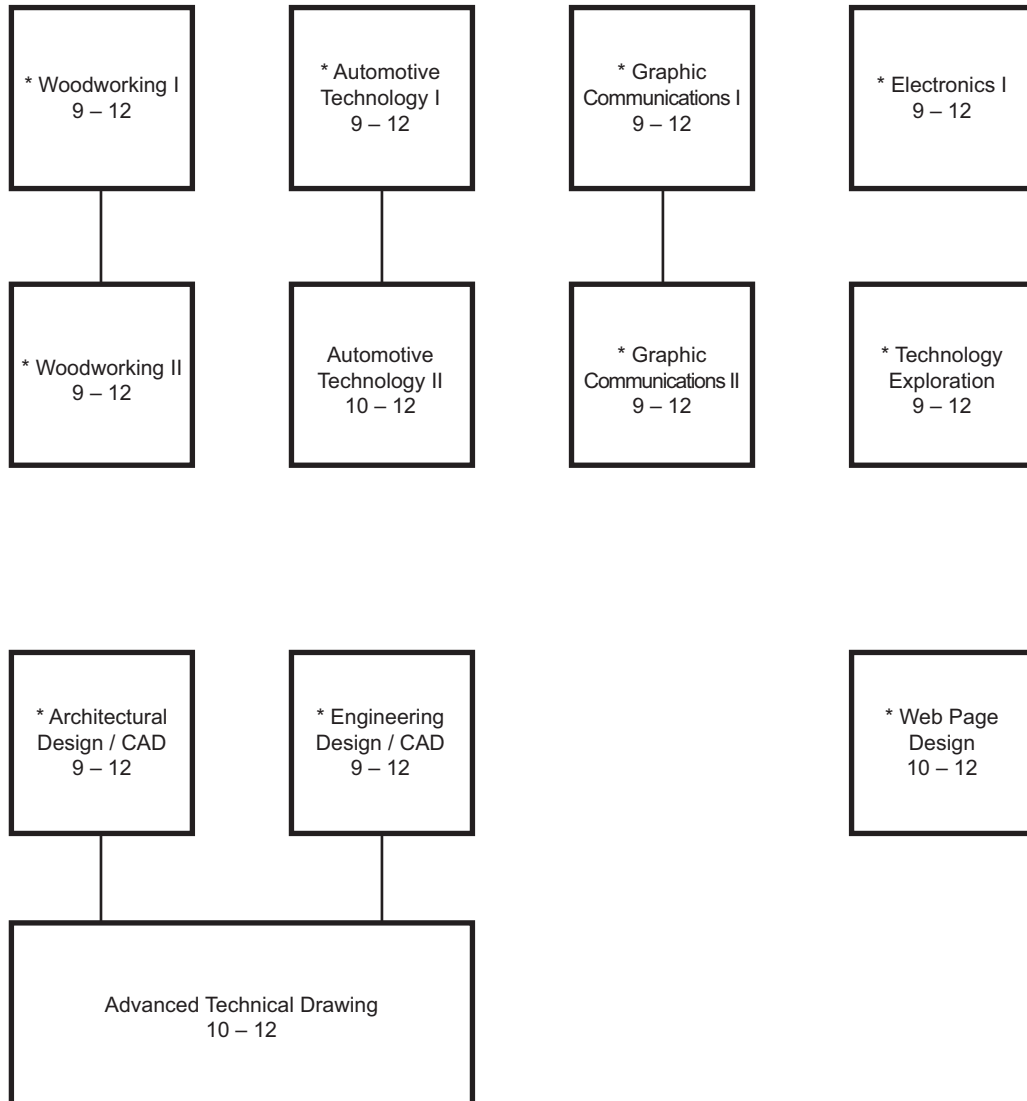 * Woodworking I
9 – 12
* Automotive
Technology I
9 – 12
* Graphic
Communications I
9 – 12
* Electronics I
9 – 12
* Woodworking II
9 – 12
Automotive
Technology II
10 – 12
* Graphic
Communications II
9 – 12
* Technology
Exploration
9 – 12
* Architectural
Design / CAD
9 – 12
* Engineering
Design / CAD
9 – 12
* Web Page
Design
10 – 12
Advanced Technical Drawing
10 – 12